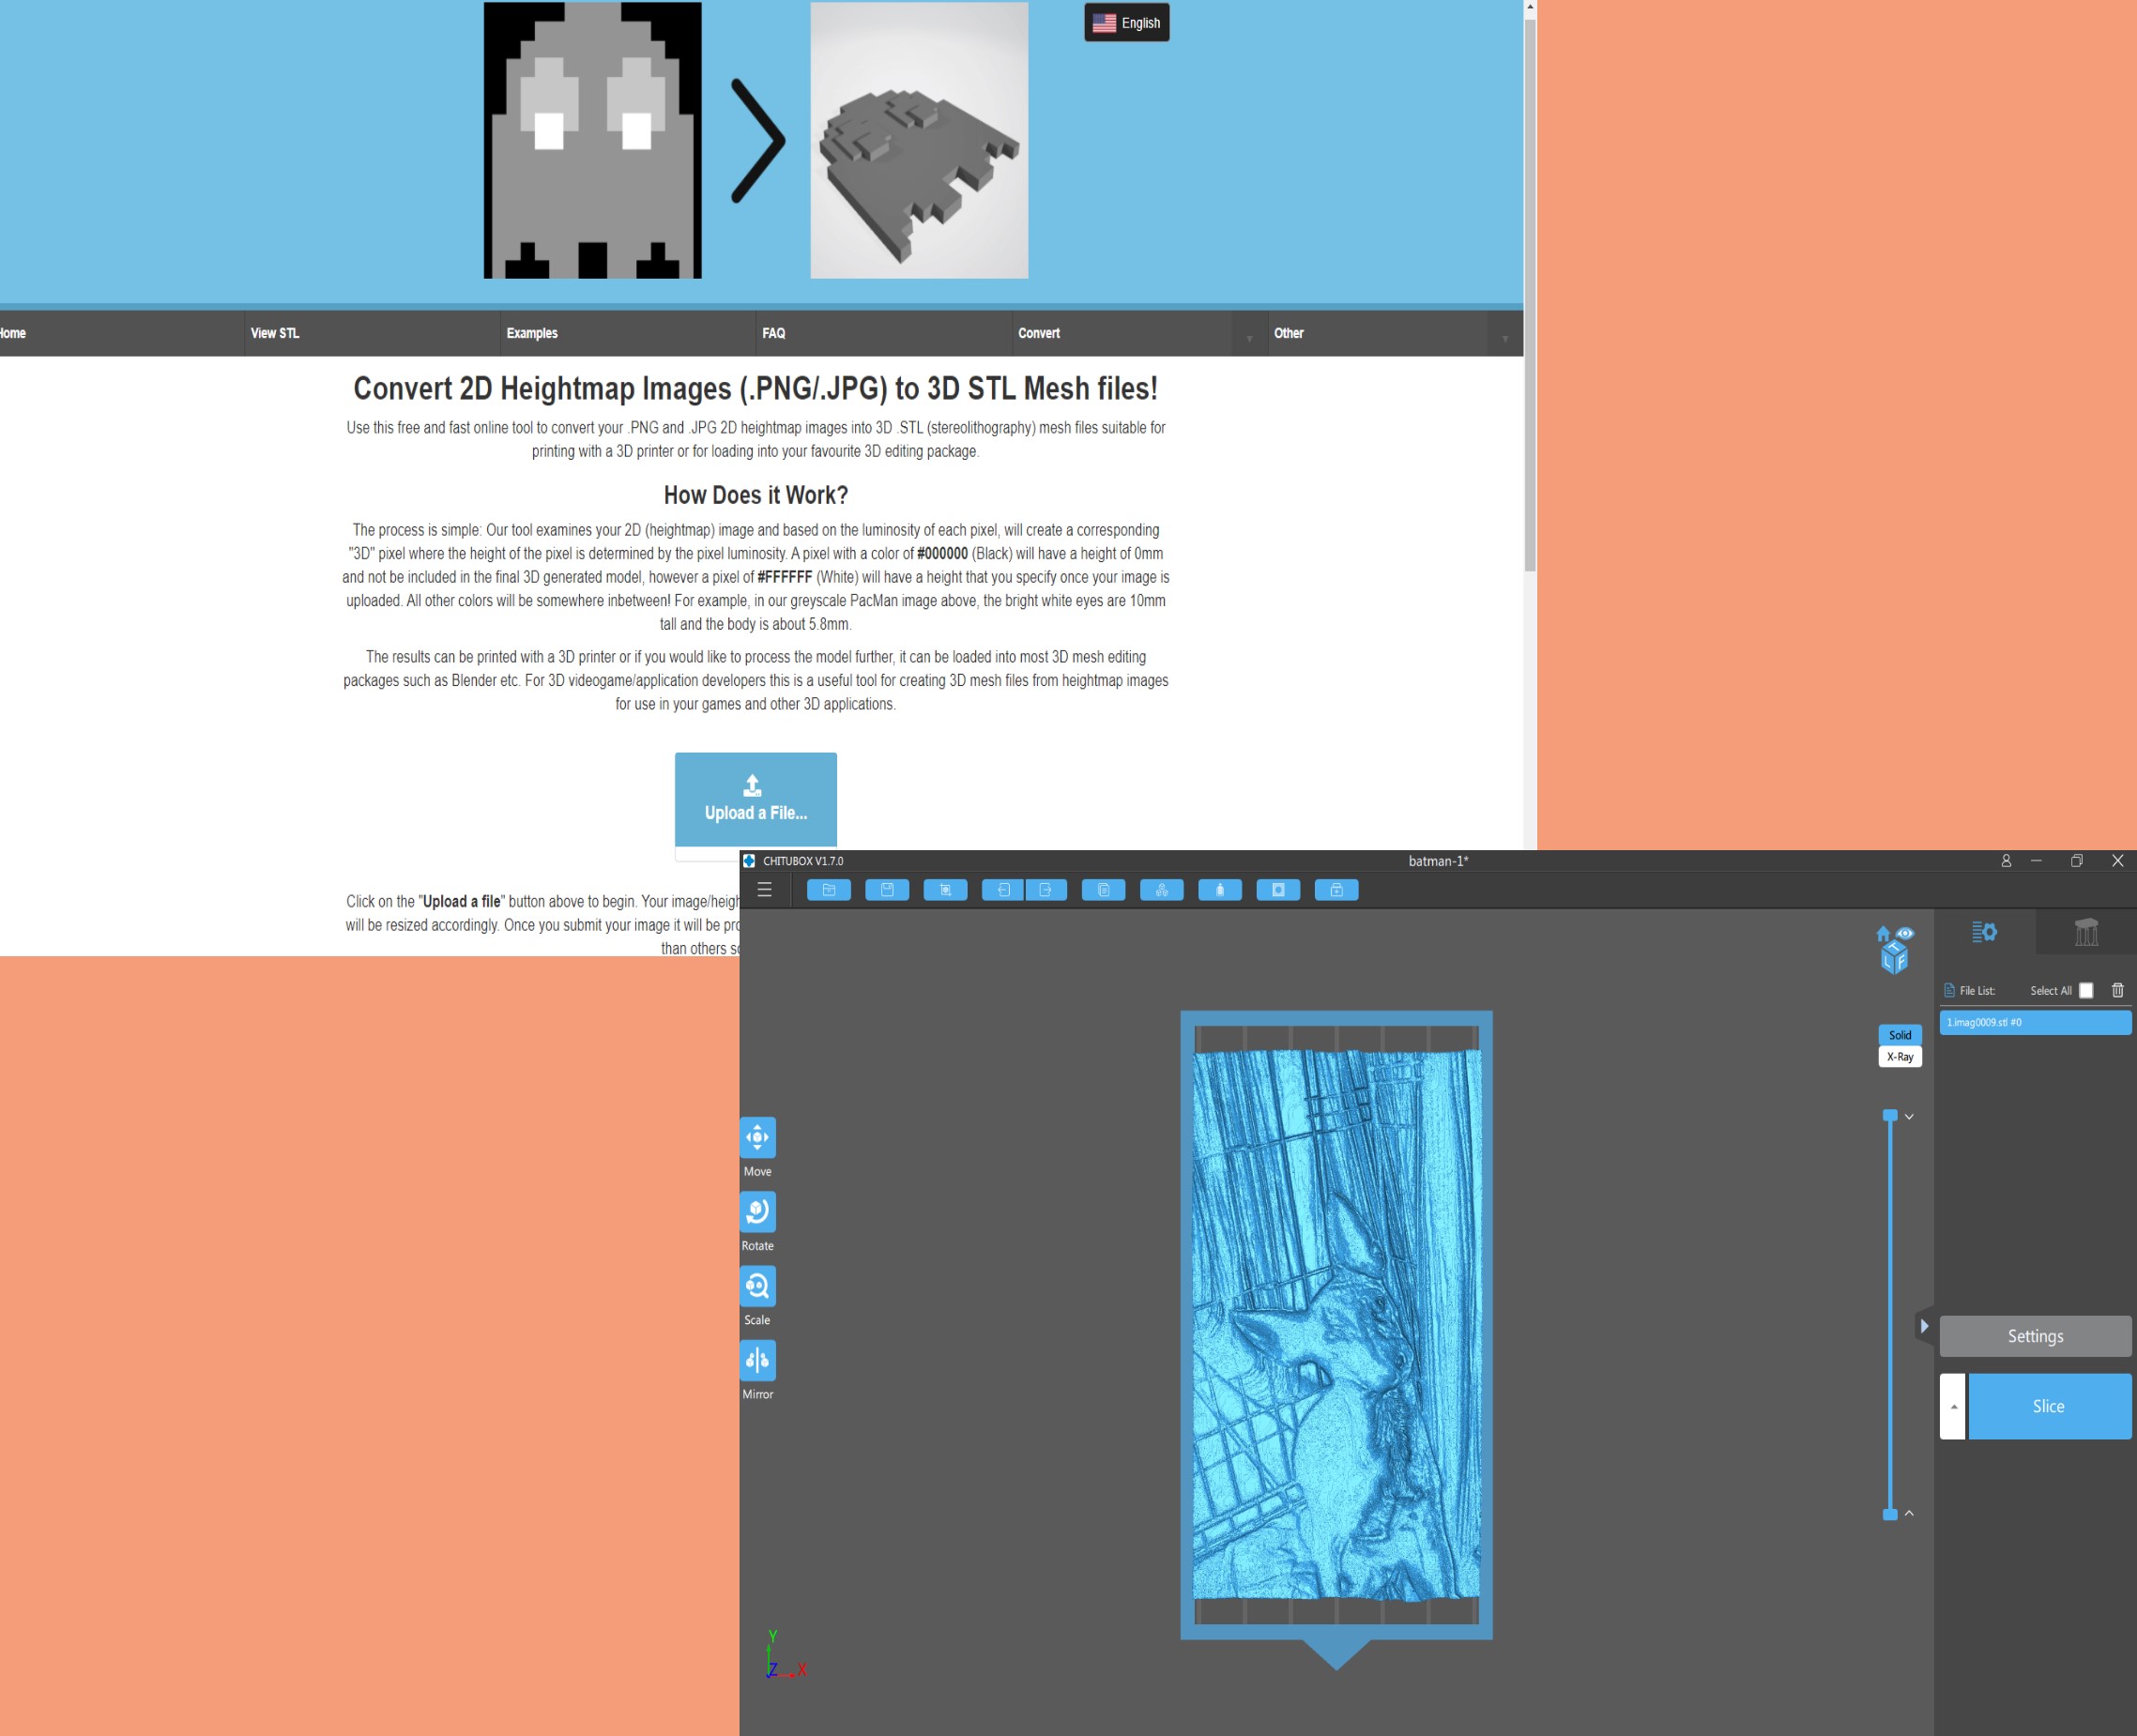 English
Home
View STL
Examples
FAQ
Convert
Other
Convert 2D Heightmap Images (.PNG/.JPG) to 3D STL Mesh files!
Use this free and fast online tool to convert your .PNG and .JPG 2D heightmap images into 3D .STL (stereolithography) mesh files suitable for
printing with a 3D printer or for loading into your favourite 3D editing package.
How Does it Work?
The process is simple: Our tool examines your 2D (heightmap) image and based on the luminosity of each pixel, will create a corresponding
"3D" pixel where the height of the pixel is determined by the pixel luminosity. A pixel with a color of #000000 (Black) will have a height of 0mm
and not be included in the final 3D generated model, however a pixel of #FFFFFF (White) will have a height that you specify once your image is
uploaded. All other colors will be somewhere inbetween! For example, in our greyscale PacMan image above, the bright white eyes are 10mm
tall and the body is about 5.8mm.
The results can be printed with a 3D printer or if you would like to process the model further, it can be loaded into most 3D mesh editing
packages such as Blender etc. For 3D videogame/application developers this is a useful tool for creating 3D mesh files from heightmap images
for use in your games and other 3D applications.
Upload a File...
Click on the "Upload a file" button above to begin. Your image/heigh
will be resized accordingly. Once you submit your image it will be pro
than others so
CHITUBOX V1.7.0
batman-1*
T
L F
File List:
Select All
1.imag0009.stl #0
Solid
X-Ray
Move
Rotate
Scale
Mirror
Settings
Slice
Y
Z X